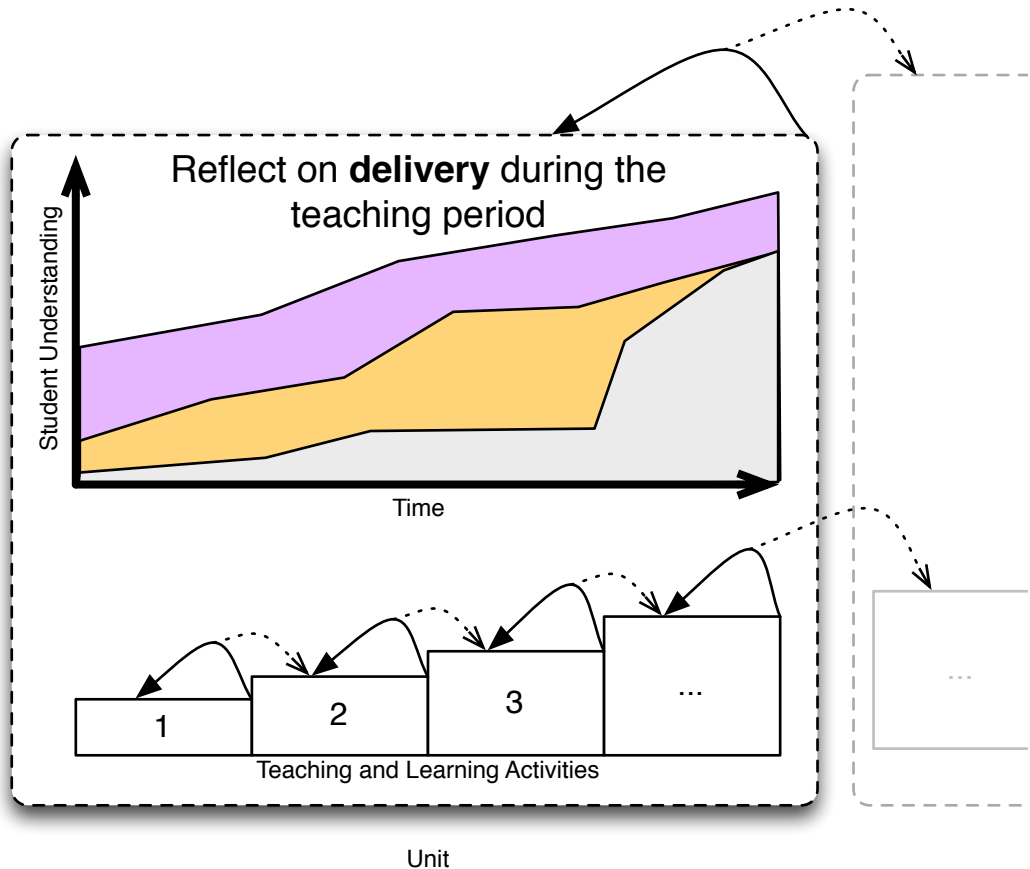 Reflect on delivery during the
teaching period
Student Understanding
Time
1
2
3
...
...
Teaching and Learning Activities
Unit